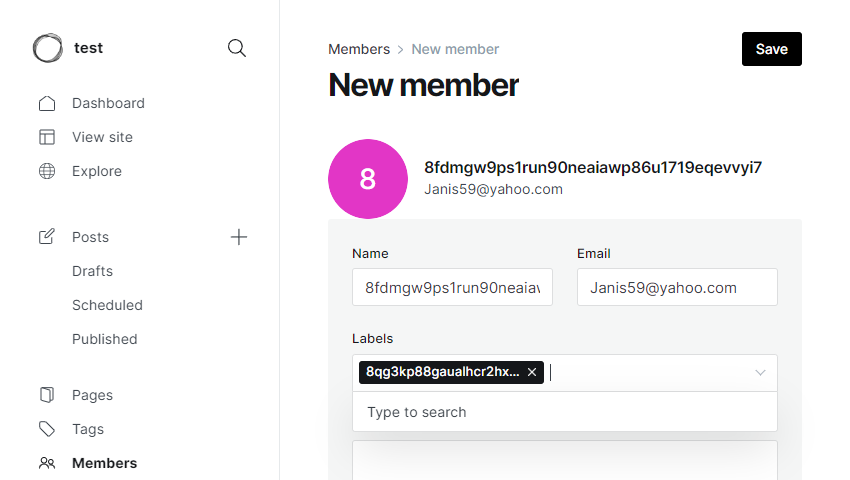 test
Dashboard
View site
Explore
Posts
Drafts
Scheduled
Published
Pages
Tags
Members
Members > New member
Save
New member
8
8fdmgw9ps1run90neaiawp86u1719eqevvyi7
Janis59@yahoo.com
Name
Email
8fdmgw9ps1run90neaiaw
Janis59@yahoo.com
Labels
8qg3kp88gaualhcr2hx...
Type to search